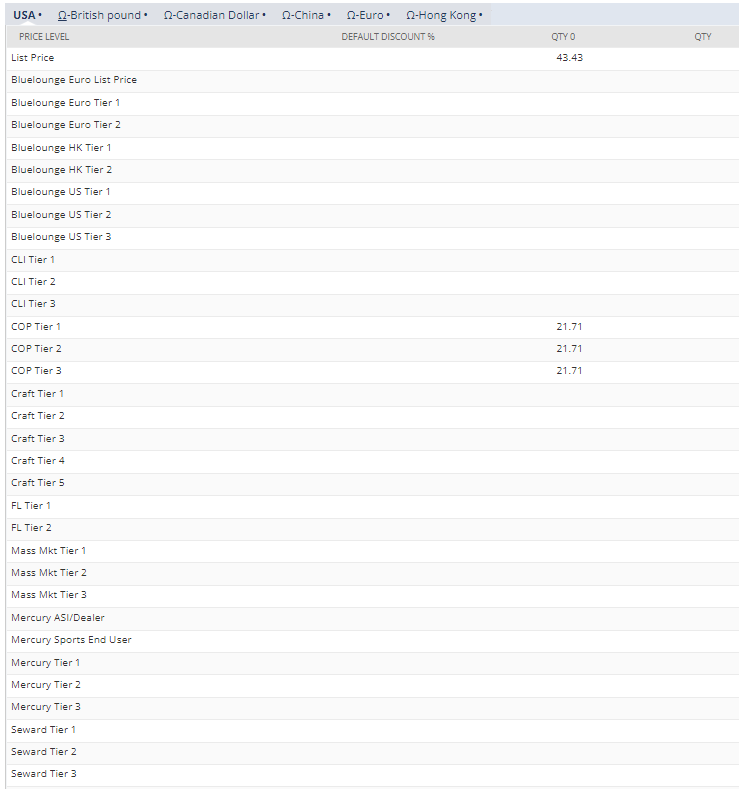 USA • Ω-British pound • Ω-Canadian Dollar • Ω-China • Ω-Euro • Ω-Hong Kong •
PRICE LEVEL DEFAULT DISCOUNT % QTY 0 QTY
List Price 43.43
Bluelounge Euro List Price
Bluelounge Euro Tier 1
Bluelounge Euro Tier 2
Bluelounge HK Tier 1
Bluelounge HK Tier 2
Bluelounge US Tier 1
Bluelounge US Tier 2
Bluelounge US Tier 3
CLI Tier 1
CLI Tier 2
CLI Tier 3
COP Tier 1 21.71
COP Tier 2 21.71
COP Tier 3 21.71
Craft Tier 1
Craft Tier 2
Craft Tier 3
Craft Tier 4
Craft Tier 5
FL Tier 1
FL Tier 2
Mass Mkt Tier 1
Mass Mkt Tier 2
Mass Mkt Tier 3
Mercury ASI/Dealer
Mercury Sports End User
Mercury Tier 1
Mercury Tier 2
Mercury Tier 3
Seward Tier 1
Seward Tier 2
Seward Tier 3